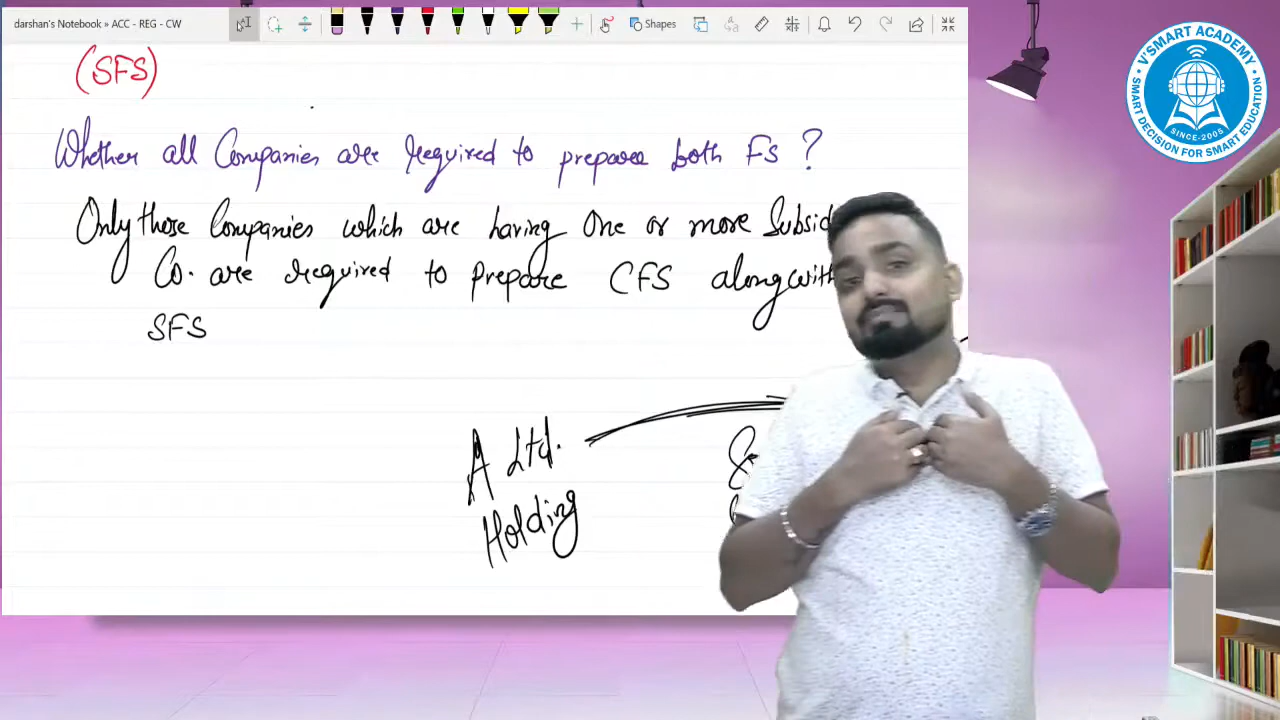 darshan's Notebook » ACC - REG - CW
Shapes
(SFS)
Whether all Companies are required to prepare both FS ?
Only those Companies which are having One or more Subsid
Co. are required to prepare CFS alongwith
SFS
A Ltd.
Holding
V'SMART ACADEMY
SINCE-2005
SMART DECISION FOR SMART EDUCATION